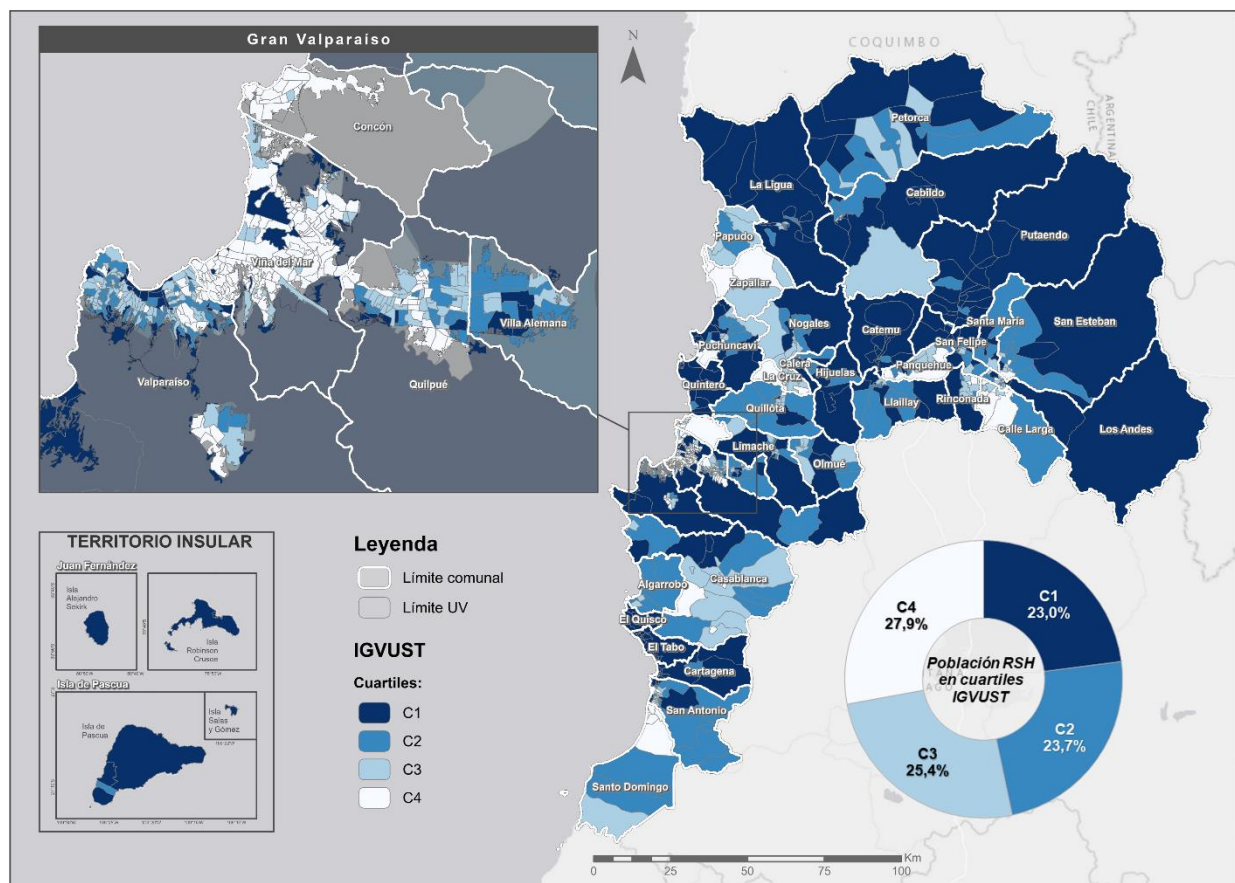 Gran Valparaíso
Concón
Viña del Mar
Villa Alemana
Valparaíso
Quilpué
N
COQUIMBO
ARGENTINA
CHILE
Petorca
La Ligua
Cabildo
Papudo
Putaendo
Zapallar
Santa María
San Esteban
Nogales
Catemu
San Felipe
Puchuncaví
Calera
Panquehue
La Cruz
Hijuelas
Quintero
Quillota
Llaillay
Rinconada
Calle Larga
Los Andes
Limache
Olmué
Algarrobo
Casablanca
El Quisco
El Tabo
Cartagena
San Antonio
Santo Domingo
TERRITORIO INSULAR
Juan Fernández
Isla
Alejandro
Selkirk
Isla
Robinson
Crusoe
Isla de Pascua
Isla de
Pascua
Isla
Salas
y Gómez
Leyenda
Límite comunal
Límite UV
IGVUST
Cuartiles:
C1
C2
C3
C4
C4
27,9%
C1
23,0%
Población RSH
en cuartiles
IGVUST
C3
25,4%
C2
23,7%
0 25 50 75 100
Km